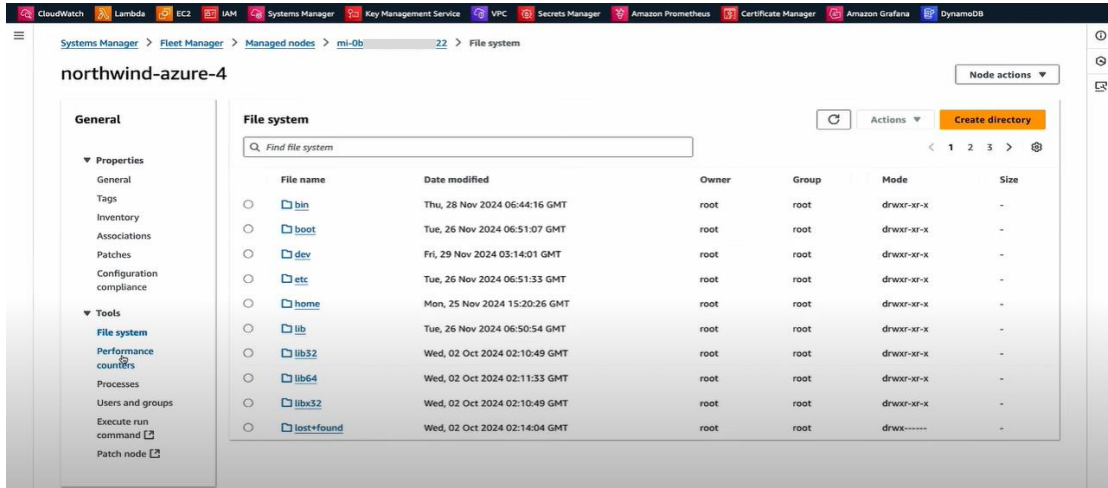 CloudWatch Lambda EC2 IAM Systems Manager Key Management Service VPC Secrets Manager Amazon Prometheus Certificate Manager Amazon Grafana DynamoDB
Systems Manager > Fleet Manager > Managed nodes > mi-0b 22 > File system
northwind-azure-4
Node actions
General
Properties
General
Tags
Inventory
Associations
Patches
Configuration
compliance
Tools
File system
Performance
counters
Processes
Users and groups
Execute run
command
Patch node
File system
Actions
Create directory
Find file system
< 1 2 3 >
File name Date modified Owner Group Mode Size
bin Thu, 28 Nov 2024 06:44:16 GMT root root drwxr-xr-x -
boot Tue, 26 Nov 2024 06:51:07 GMT root root drwxr-xr-x -
dev Fri, 29 Nov 2024 03:14:01 GMT root root drwxr-xr-x -
etc Tue, 26 Nov 2024 06:51:33 GMT root root drwxr-xr-x -
home Mon, 25 Nov 2024 15:20:26 GMT root root drwxr-xr-x -
lib Tue, 26 Nov 2024 06:50:54 GMT root root drwxr-xr-x -
lib32 Wed, 02 Oct 2024 02:10:49 GMT root root drwxr-xr-x -
lib64 Wed, 02 Oct 2024 02:11:33 GMT root root drwxr-xr-x -
libx32 Wed, 02 Oct 2024 02:10:49 GMT root root drwxr-xr-x -
lost+found Wed, 02 Oct 2024 02:14:04 GMT root root drwx------ -